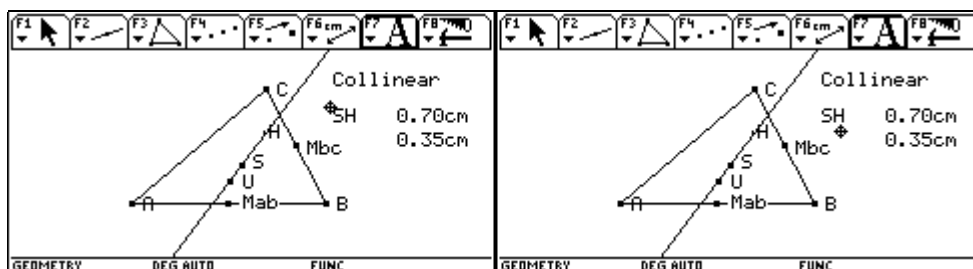 F1 F2 F3 F4 F5 F6 cm F7 A F8
Collinear
C
SH 0.70cm
H
0.35cm
Mbc
S
U
A Mab B
GEOMETRY DEG AUTO FUNC
F1 F2 F3 F4 F5 F6 cm F7 A F8
Collinear
C
SH 0.70cm
H
0.35cm
Mbc
S
U
A Mab B
GEOMETRY DEG AUTO FUNC